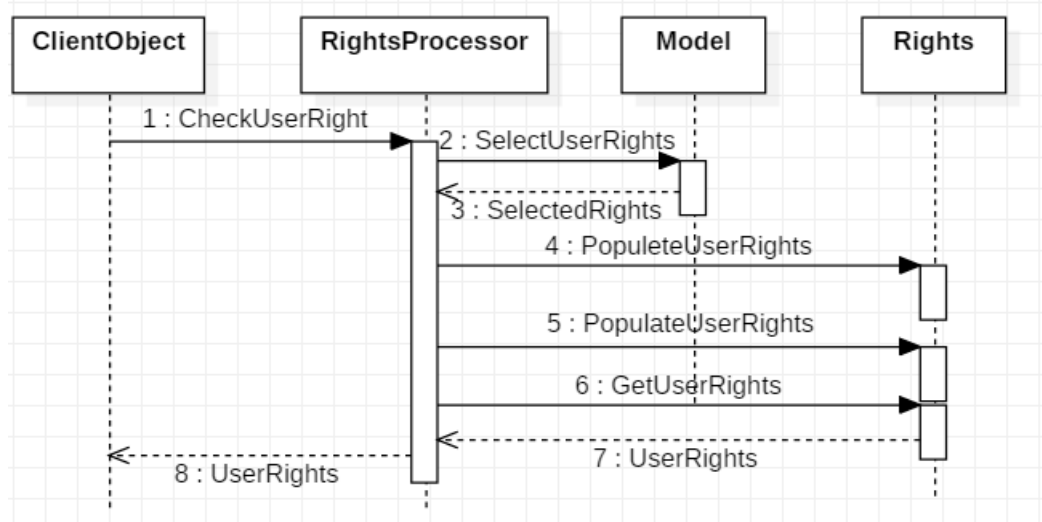 ClientObject
RightsProcessor
Model
Rights
1 : CheckUserRight
2 : SelectUserRights
3 : SelectedRights
4 : PopuleteUserRights
5 : PopulateUserRights
6 : GetUserRights
7 : UserRights
8 : UserRights